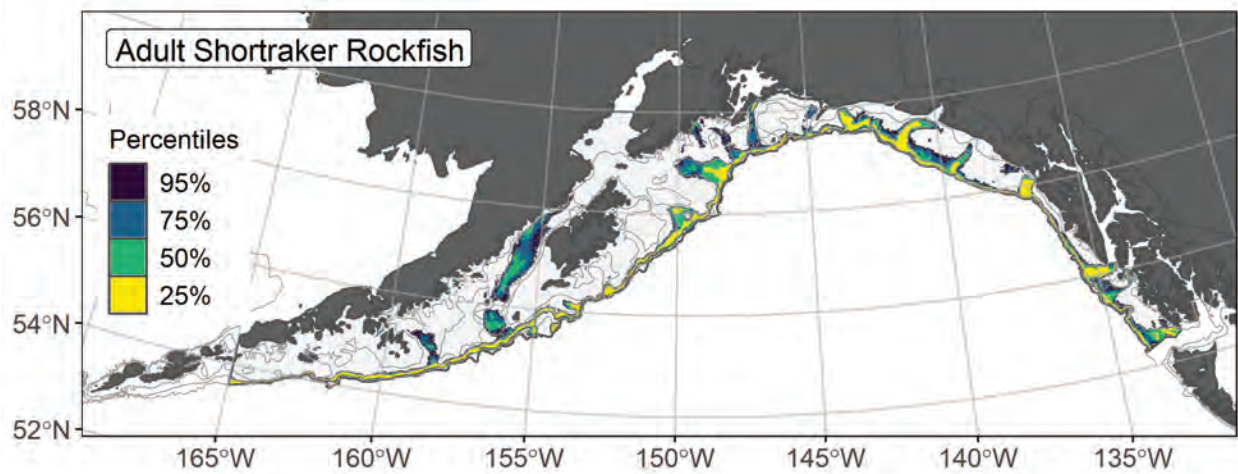 Adult Shortraker Rockfish
Percentiles
95%
75%
50%
25%
58°N
56°N
54°N
52°N
165°W 160°W 155°W 150°W 145°W 140°W 135°W